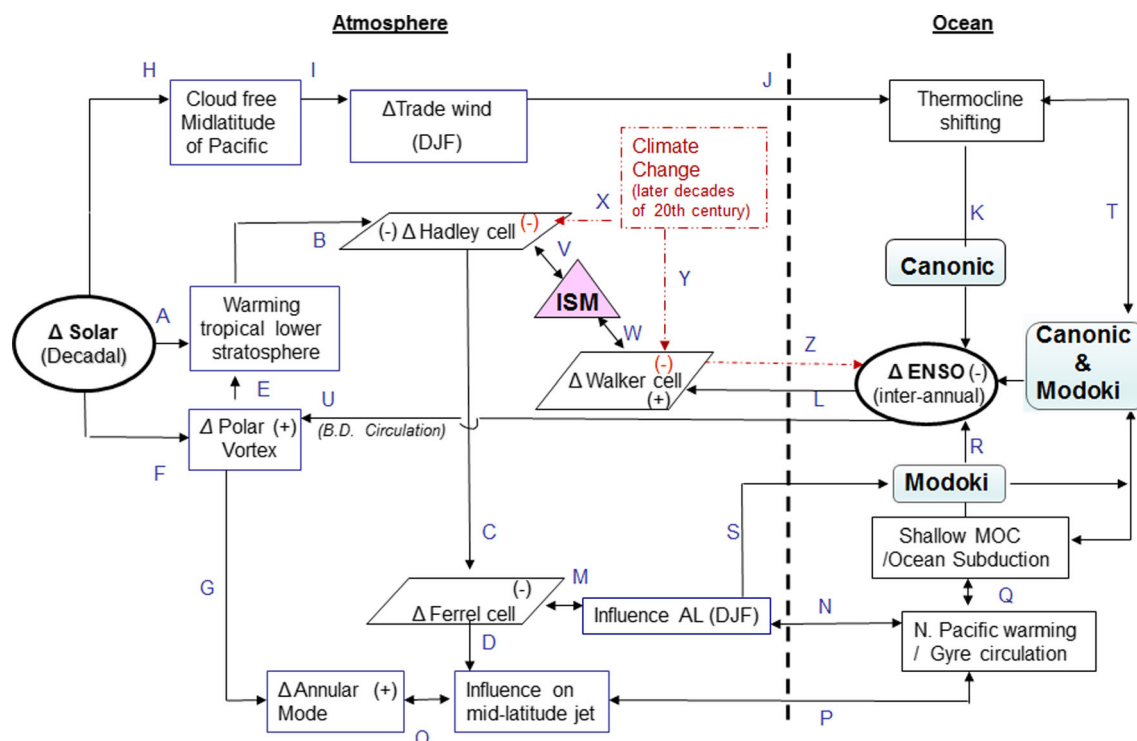 Atmosphere
Ocean
H
I
J
Cloud free
Midlatitude
of Pacific
Δ Trade wind
(DJF)
Thermocline
shifting
Climate
Change
(later decades
of 20th century)
X
B
(-) Δ Hadley cell (-)
V
K
T
Canonic
ISM
Y
A
Δ Solar
(Decadal)
Warming
tropical lower
stratosphere
W
Z
(-)
Δ Walker cell
(+)
Δ ENSO (-)
(inter-annual)
Canonic
&
Modoki
L
E
U
(B.D. Circulation)
Δ Polar (+)
Vortex
F
R
Modoki
C
S
Shallow MOC
/Ocean Subduction
G
(-)
Δ Ferrel cell
M
Influence AL (DJF)
N
Q
N. Pacific warming
/ Gyre circulation
D
Δ Annular (+)
Mode
O
Influence on
mid-latitude jet
P